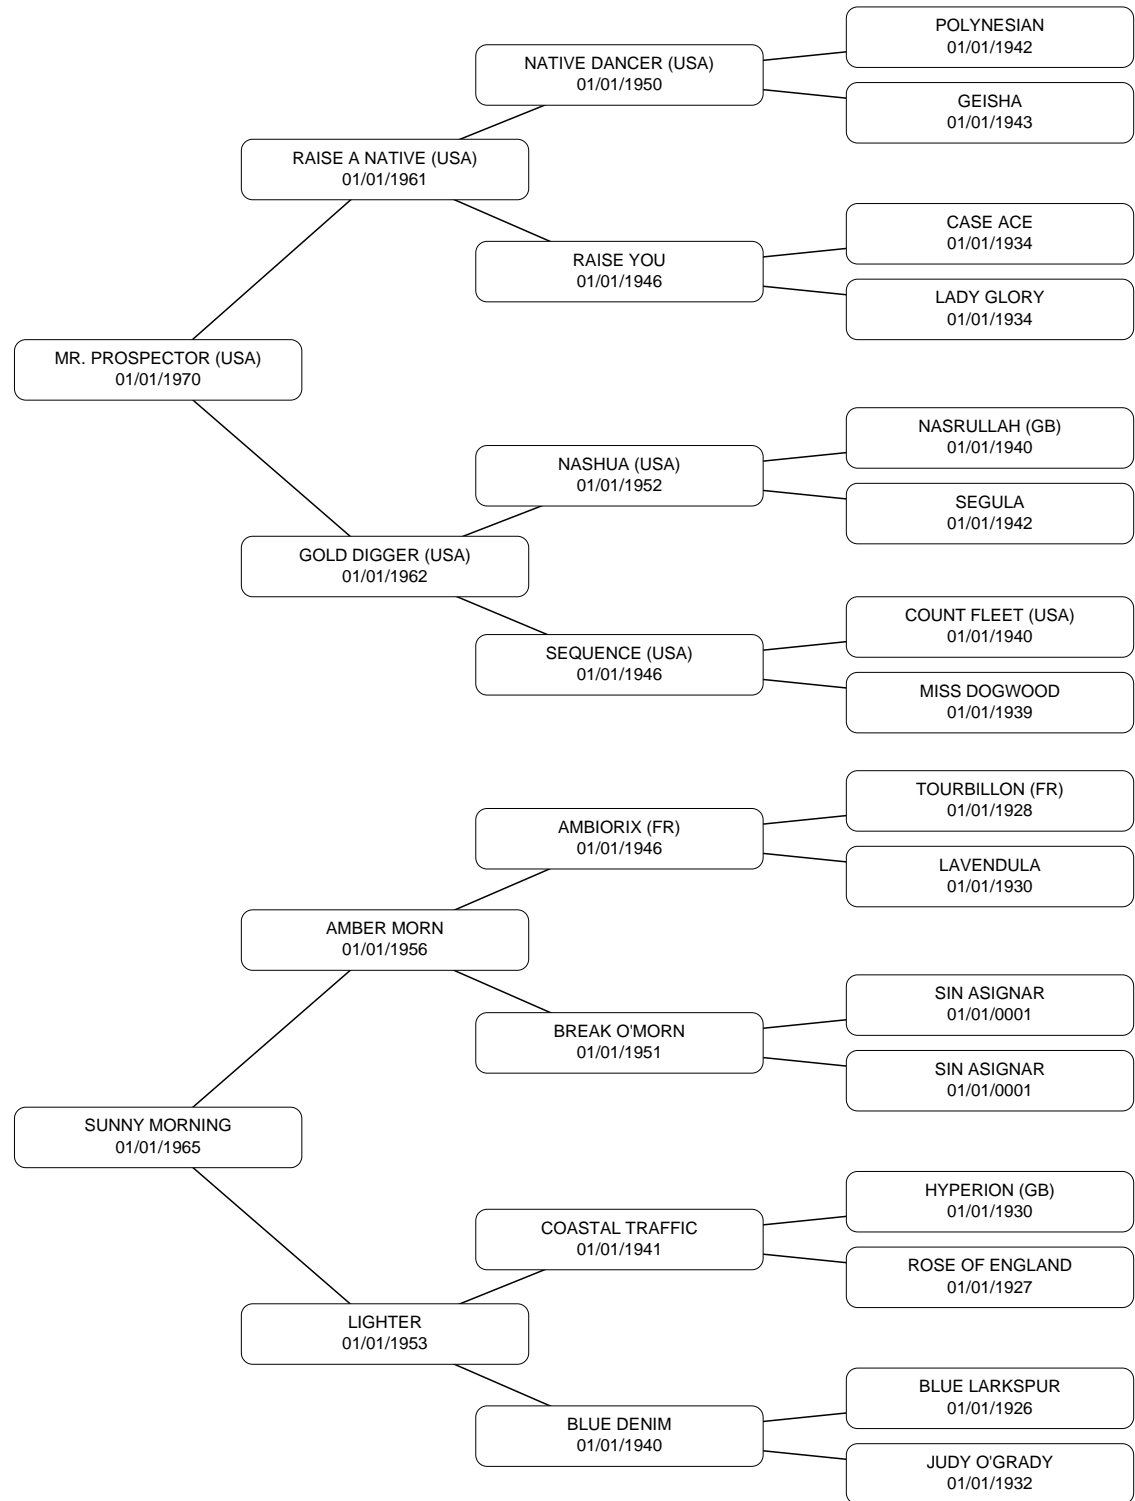 POLYNESIAN
01/01/1942
NATIVE DANCER (USA)
01/01/1950
GEISHA
01/01/1943
RAISE A NATIVE (USA)
01/01/1961
CASE ACE
01/01/1934
RAISE YOU
01/01/1946
LADY GLORY
01/01/1934
MR. PROSPECTOR (USA)
01/01/1970
NASRULLAH (GB)
01/01/1940
NASHUA (USA)
01/01/1952
SEGULA
01/01/1942
GOLD DIGGER (USA)
01/01/1962
COUNT FLEET (USA)
01/01/1940
SEQUENCE (USA)
01/01/1946
MISS DOGWOOD
01/01/1939
TOURBILLON (FR)
01/01/1928
AMBIORIX (FR)
01/01/1946
LAVENDULA
01/01/1930
AMBER MORN
01/01/1956
SIN ASIGNAR
01/01/0001
BREAK O'MORN
01/01/1951
SIN ASIGNAR
01/01/0001
SUNNY MORNING
01/01/1965
HYPERION (GB)
01/01/1930
COASTAL TRAFFIC
01/01/1941
ROSE OF ENGLAND
01/01/1927
LIGHTER
01/01/1953
BLUE LARKSPUR
01/01/1926
BLUE DENIM
01/01/1940
JUDY O'GRADY
01/01/1932